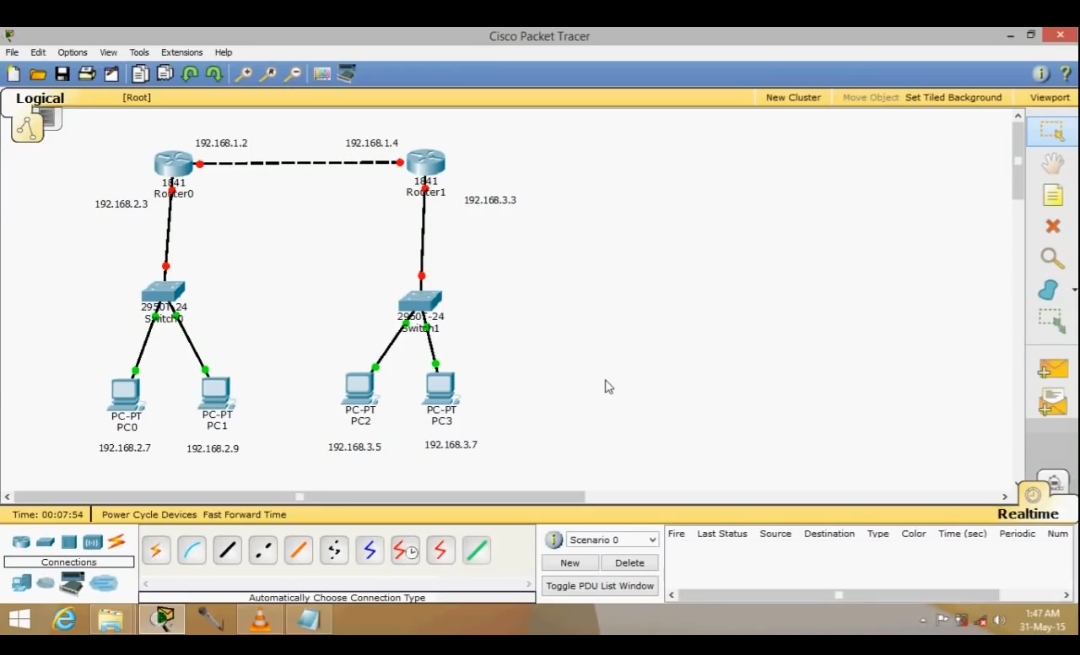 Cisco Packet Tracer
File Edit Options View Tools Extensions Help
Logical [Root] New Cluster Move Object Set Tiled Background Viewport
192.168.1.2 192.168.1.4
1841
Router0
1841
Router1
192.168.2.3 192.168.3.3
2950T-24
Switch0
2950T-24
Switch1
PC-PT
PC0
PC-PT
PC1
PC-PT
PC2
PC-PT
PC3
192.168.2.7 192.168.2.9 192.168.3.5 192.168.3.7
Time: 00:07:54 Power Cycle Devices Fast Forward Time Realtime
Connections
Automatically Choose Connection Type
Scenario 0
New Delete
Toggle PDU List Window
Fire Last Status Source Destination Type Color Time (sec) Periodic Num
1:47 AM
31-May-15